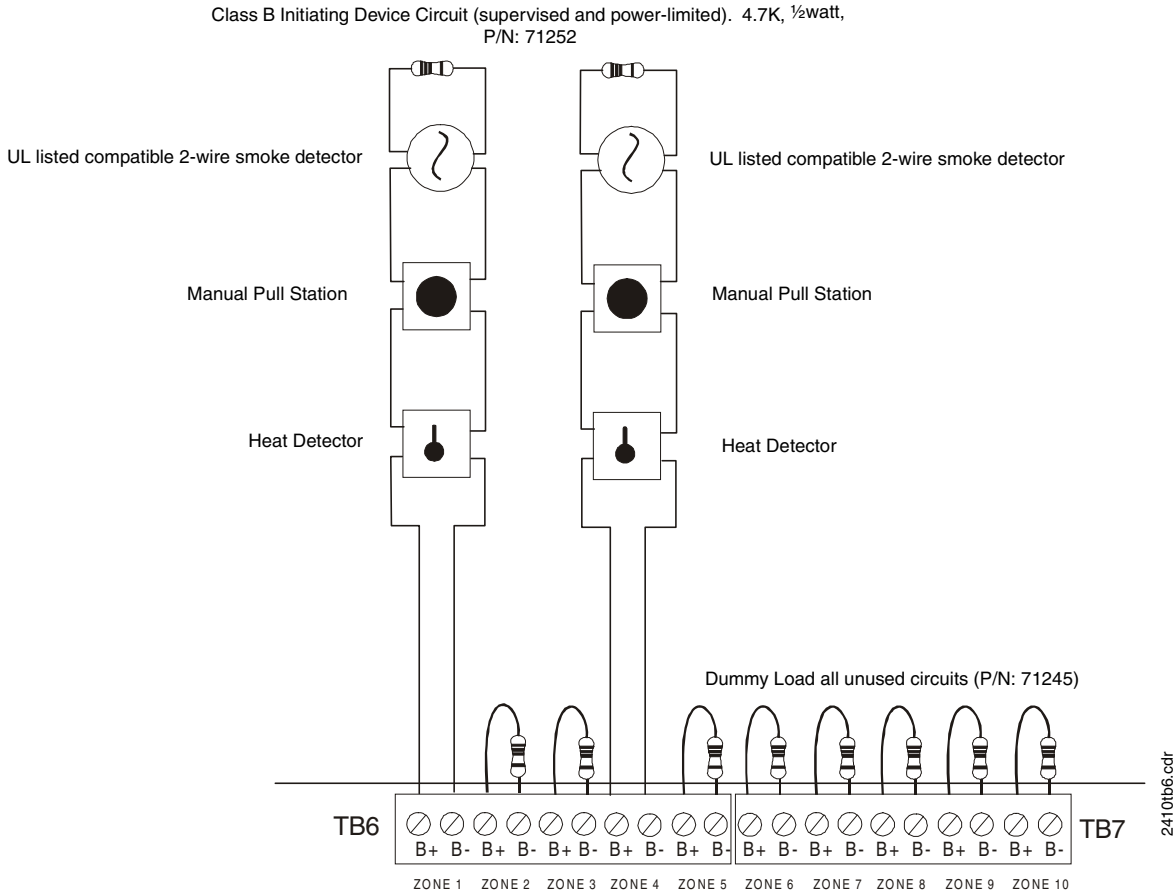 Class B Initiating Device Circuit (supervised and power-limited). 4.7K, ½watt,
P/N: 71252
UL listed compatible 2-wire smoke detector
UL listed compatible 2-wire smoke detector
Manual Pull Station
Manual Pull Station
Heat Detector
Heat Detector
Dummy Load all unused circuits (P/N: 71245)
TB6
TB7
B+ B- B+ B- B+ B- B+ B- B+ B- B+ B- B+ B- B+ B- B+ B- B+ B-
ZONE 1 ZONE 2 ZONE 3 ZONE 4 ZONE 5 ZONE 6 ZONE 7 ZONE 8 ZONE 9 ZONE 10
2410tb6.cdr